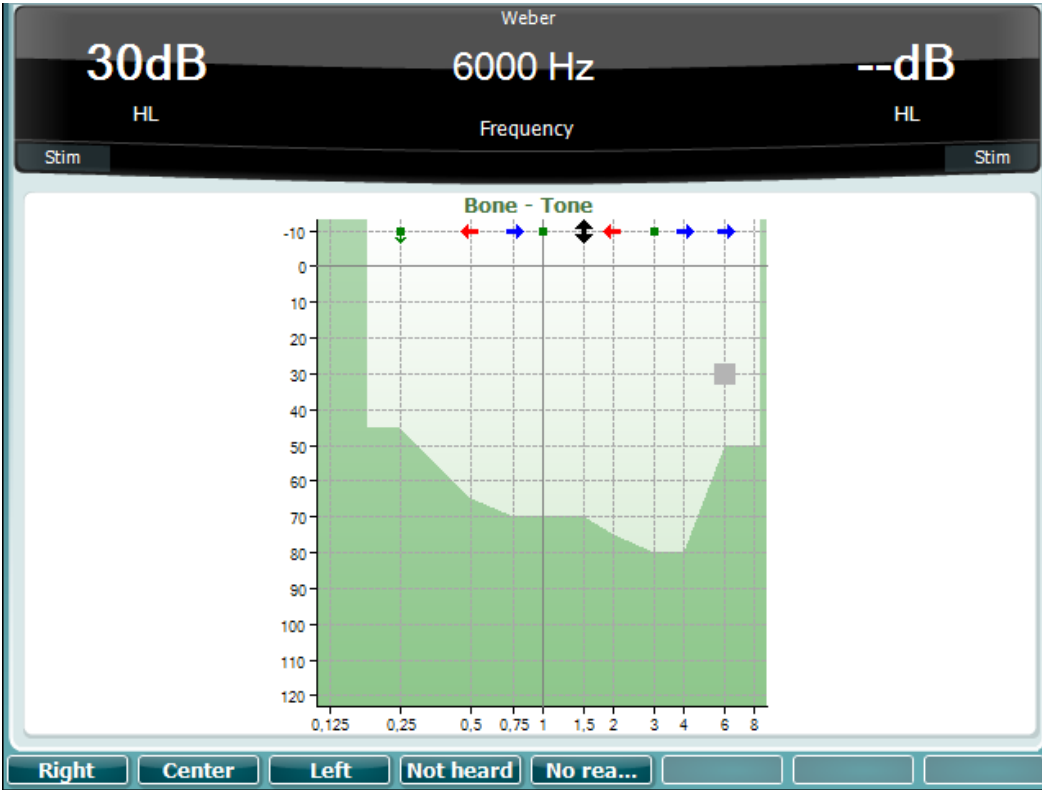 Weber
30dB 6000 Hz --dB
HL HL
Frequency
Stim Stim
Bone - Tone
-10
0
10
20
30
40
50
60
70
80
90
100
110
120
0,125 0,25 0,5 0,75 1 1,5 2 3 4 6 8
Right Center Left Not heard No rea...